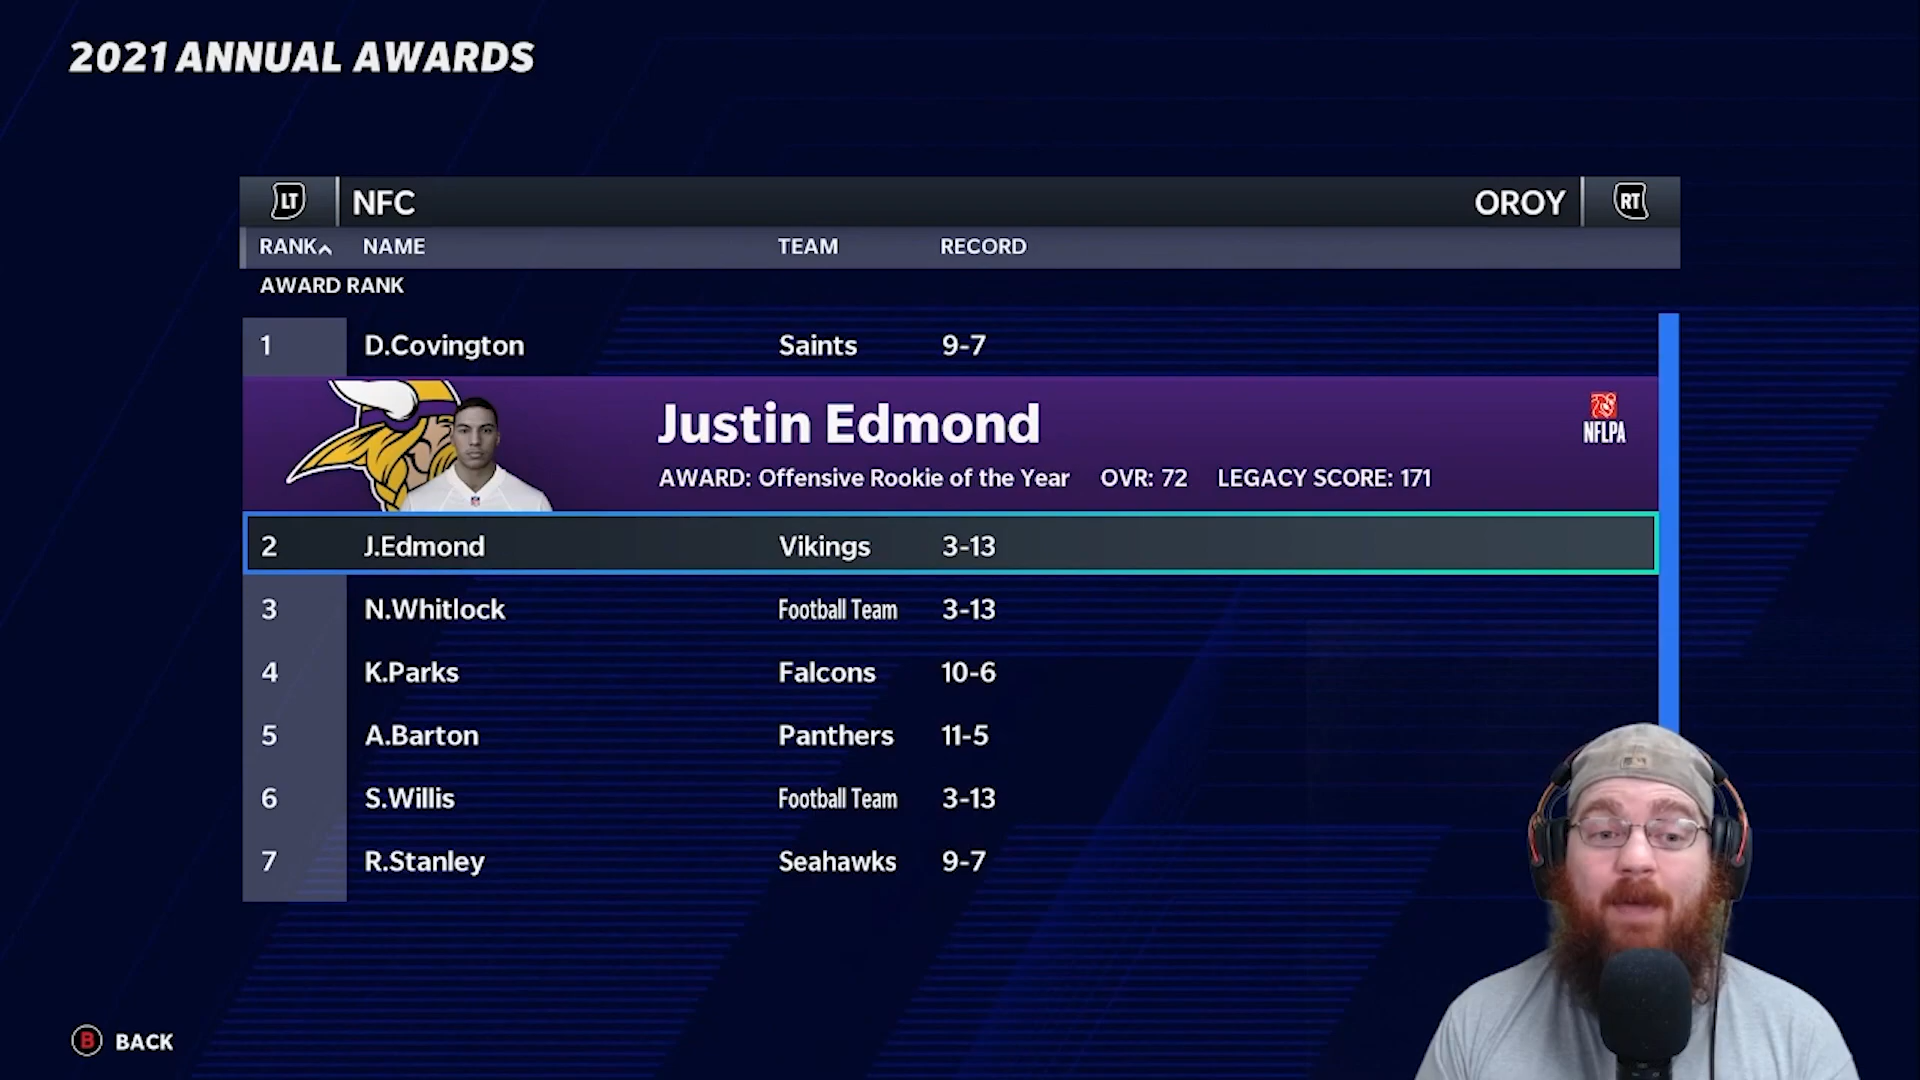 2021 ANNUAL AWARDS
LT NFC OROY RT
RANK NAME TEAM RECORD
AWARD RANK
1 D.Covington Saints 9-7
Justin Edmond
NFLPA
AWARD: Offensive Rookie of the Year OVR: 72 LEGACY SCORE: 171
2 J.Edmond Vikings 3-13
3 N.Whitlock Football Team 3-13
4 K.Parks Falcons 10-6
5 A.Barton Panthers 11-5
6 S.Willis Football Team 3-13
7 R.Stanley Seahawks 9-7
B BACK